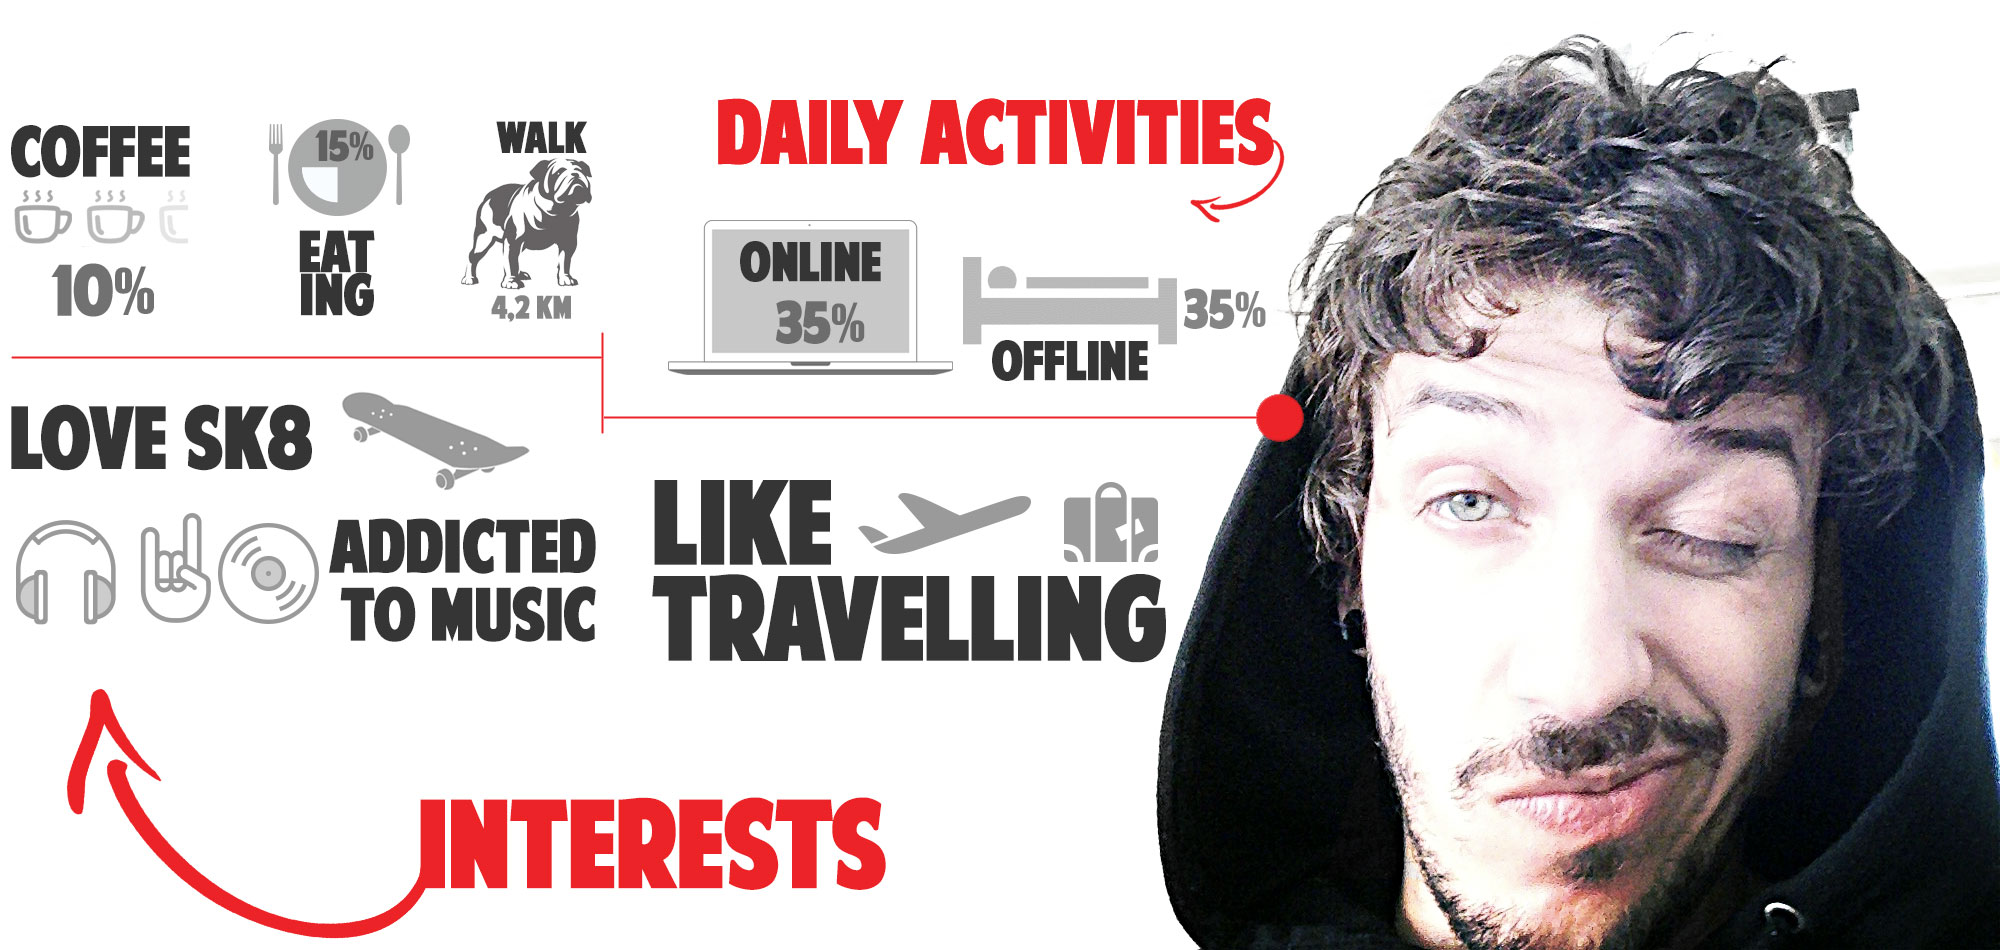 DAILY ACTIVITIES
COFFEE
10%
15%
EAT
ING
WALK
4,2 KM
ONLINE
35%
35%
OFFLINE
LOVE SK8
ADDICTED
TO MUSIC
LIKE
TRAVELLING
INTERESTS